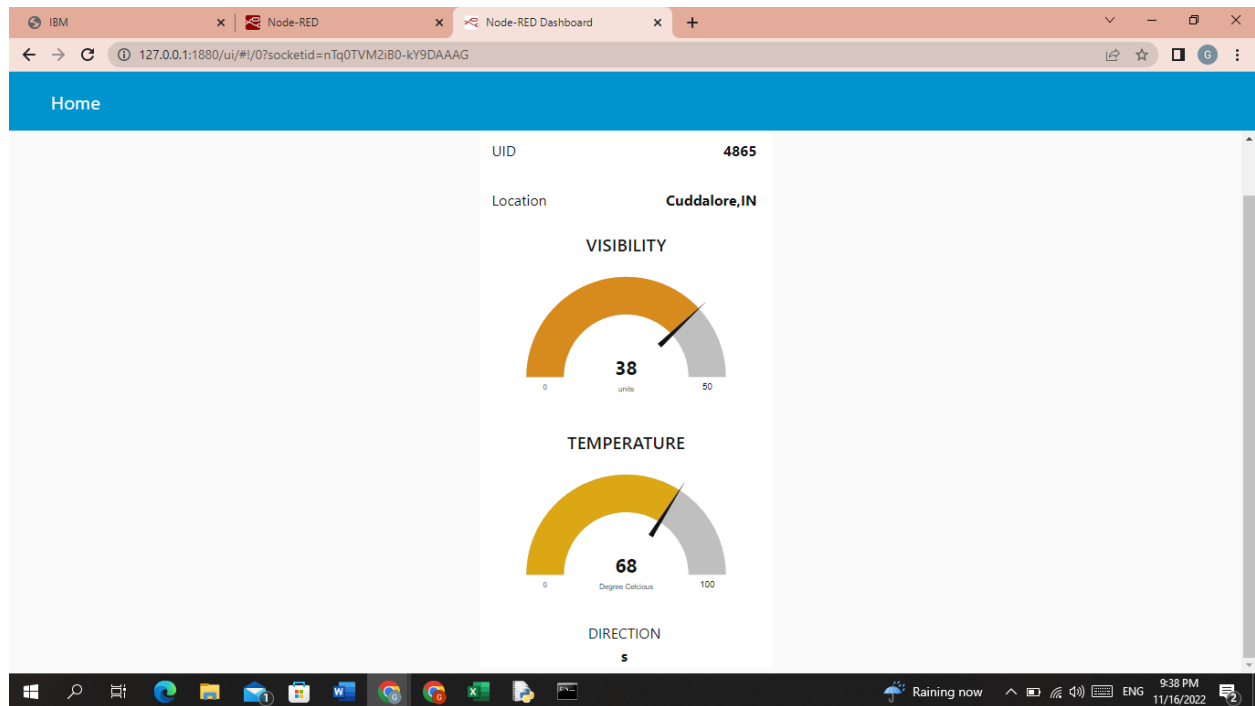 IBM
Node-RED
Node-RED Dashboard
127.0.0.1:1880/ui/#!/0?socketid=nTq0TVM2iB0-kY9DAAAG
G
Home
UID 4865
Location Cuddalore,IN
VISIBILITY
38
units
0 50
TEMPERATURE
68
Degree Celcious
0 100
DIRECTION
s
1
W
G
G
X
Raining now
ENG
9:38 PM
11/16/2022
2